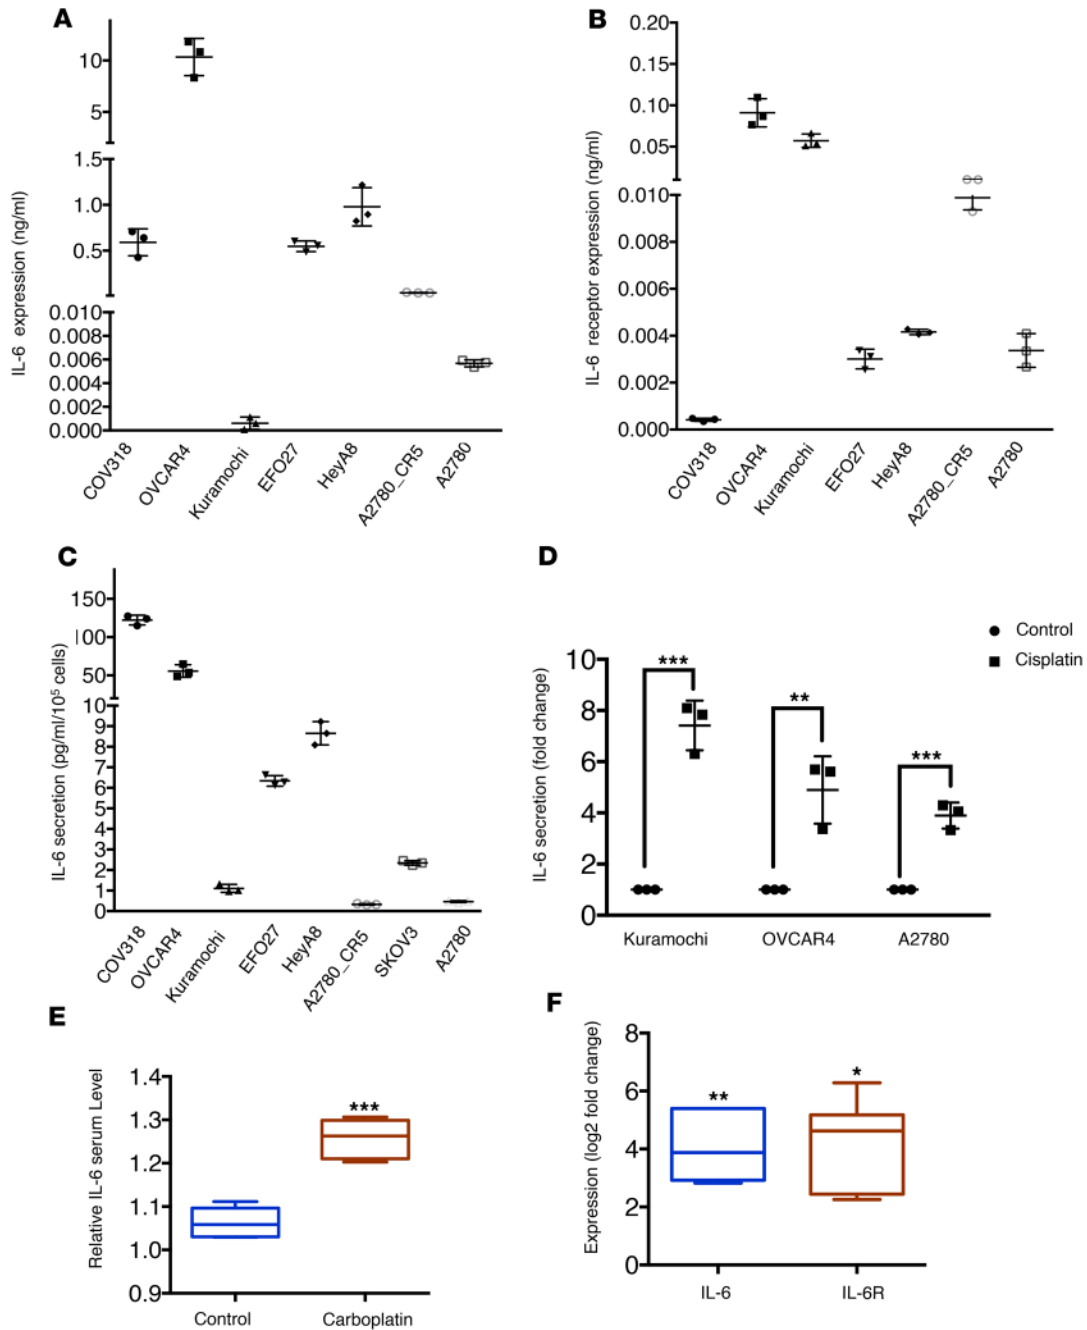 A
IL-6 expression (ng/ml)
10
5
1.5
1.0
0.5
0.010
0.008
0.006
0.004
0.002
0.000
COV318
OVCAR4
Kuramochi
EFO27
HeyA8
A2780_CR5
A2780
B
IL-6 receptor expression (ng/ml)
0.20
0.15
0.10
0.05
0.010
0.008
0.006
0.004
0.002
0.000
COV318
OVCAR4
Kuramochi
EFO27
HeyA8
A2780_CR5
A2780
C
IL-6 secretion (pg/ml/10⁵ cells)
150
100
50
10
9
8
7
6
5
4
3
2
1
0
COV318
OVCAR4
Kuramochi
EFO27
HeyA8
A2780_CR5
SKOV3
A2780
D
Control
Cisplatin
IL-6 secretion (fold change)
10
8
6
4
2
0
***
**
***
Kuramochi
OVCAR4
A2780
E
Relative IL-6 serum Level
1.4
1.3
1.2
1.1
1.0
0.9
***
Control
Carboplatin
F
Expression (log2 fold change)
8
6
4
2
0
**
*
IL-6
IL-6R